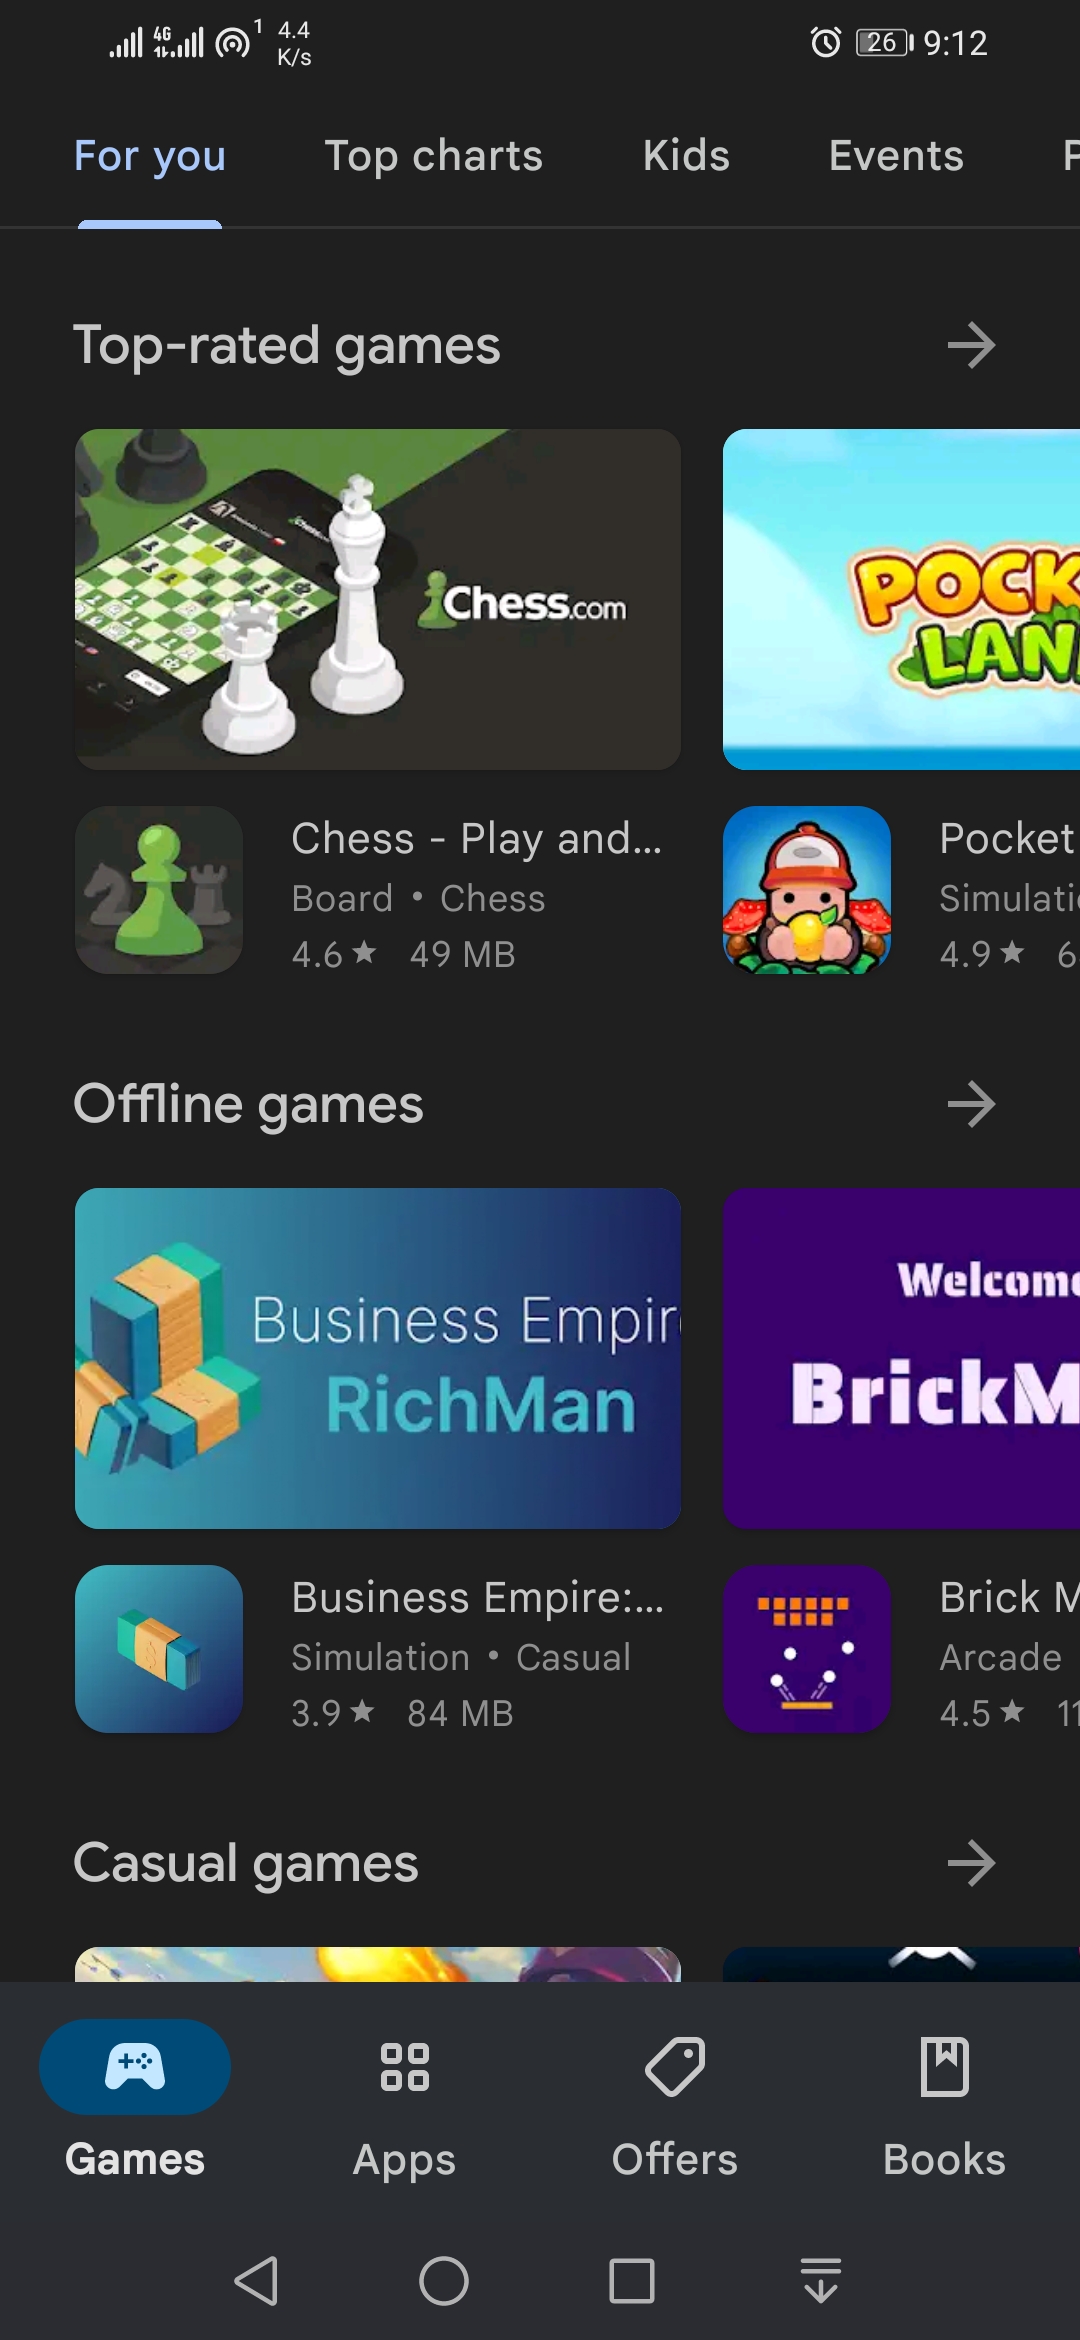 4G 1 4.4 K/s 26 9:12
For you Top charts Kids Events
Top-rated games
Chess.com
POCK
LAN
Chess - Play and... Pocket
Board • Chess Simulati
4.6 ★ 49 MB 4.9 ★ 6
Offline games
Business Empir
RichMan
Welcome
BrickM
Business Empire:... Brick M
Simulation • Casual Arcade
3.9 ★ 84 MB 4.5 ★ 11
Casual games
Games Apps Offers Books